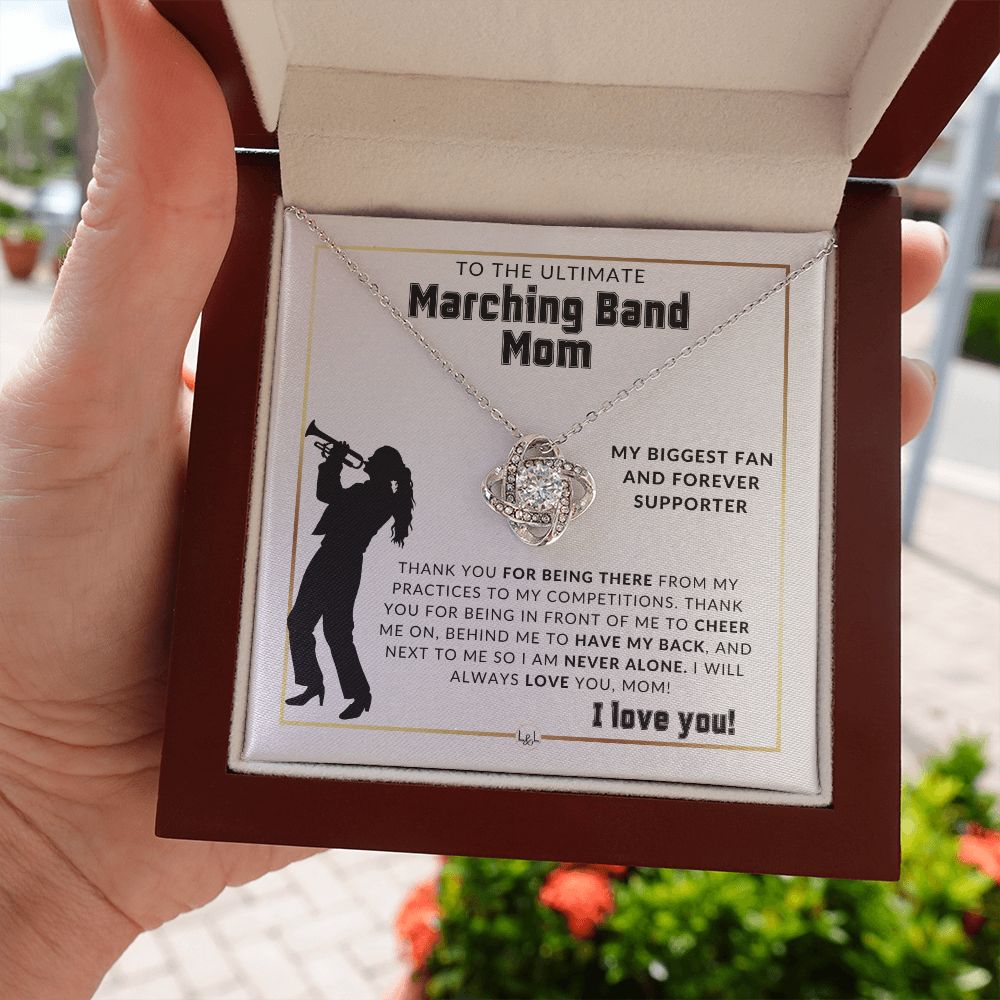 TO THE ULTIMATE
Marching Band
Mom
MY BIGGEST FAN
AND FOREVER
SUPPORTER
THANK YOU FOR BEING THERE FROM MY
PRACTICES TO MY COMPETITIONS. THANK
YOU FOR BEING IN FRONT OF ME TO CHEER
ME ON, BEHIND ME TO HAVE MY BACK, AND
NEXT TO ME SO I AM NEVER ALONE. I WILL
ALWAYS LOVE YOU, MOM!
I love you!
L&L